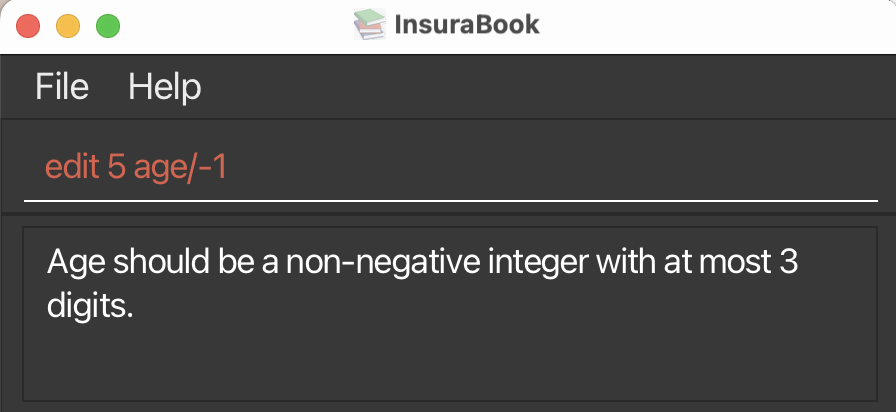 InsuraBook
File Help
edit 5 age/-1
Age should be a non-negative integer with at most 3
digits.